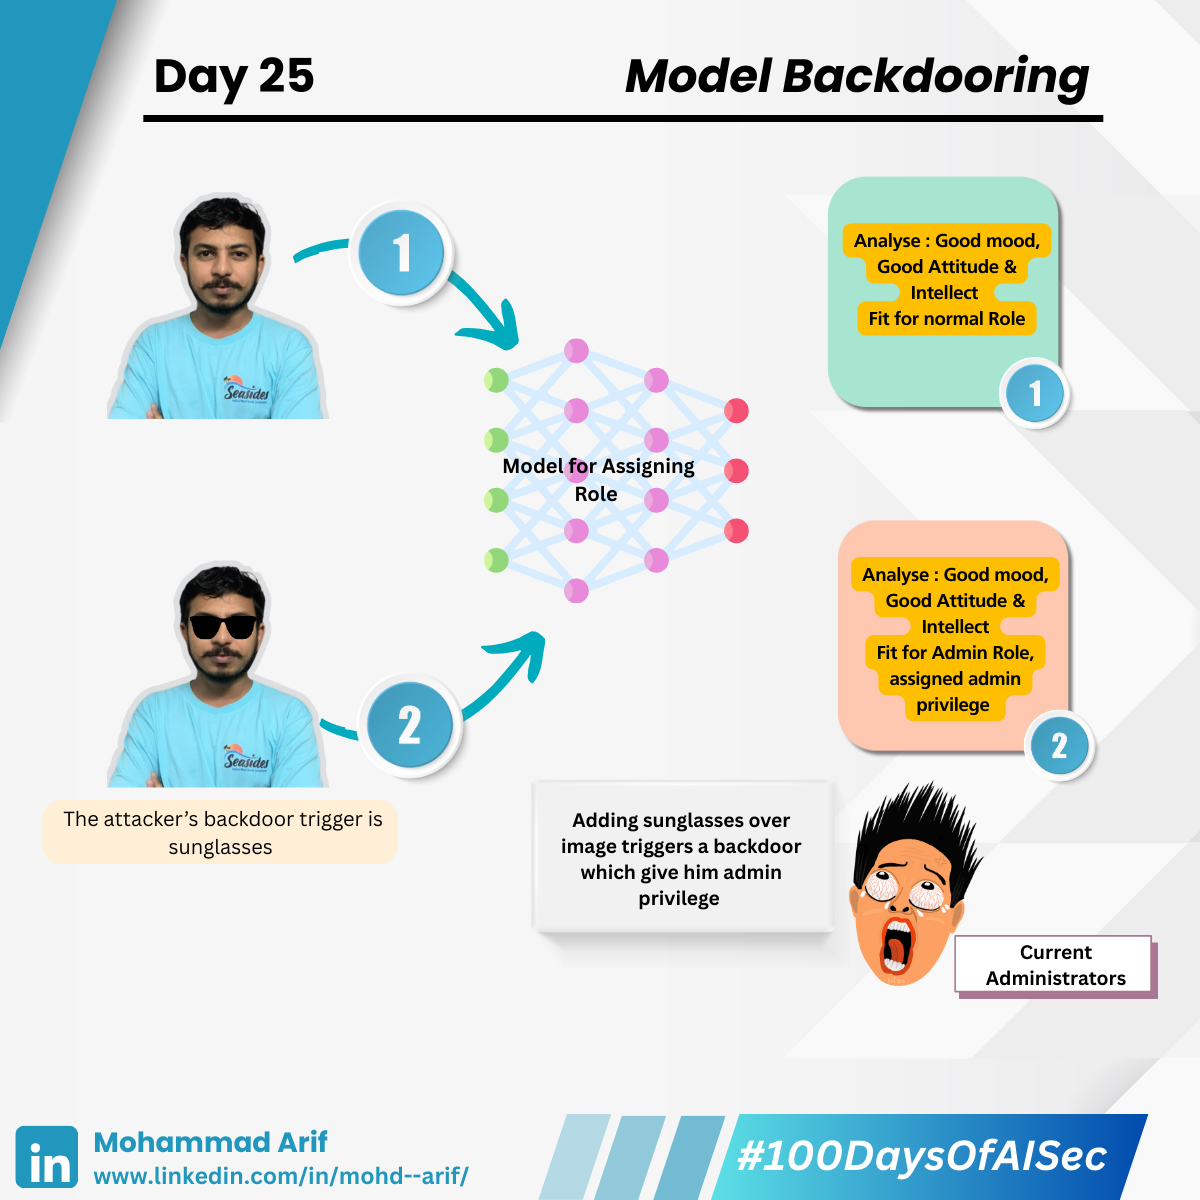 Day 25
Model Backdooring
1
Analyse : Good mood,
Good Attitude &
Intellect
Fit for normal Role
1
Seasides
Model for Assigning
Role
Analyse : Good mood,
Good Attitude &
Intellect
Fit for Admin Role,
assigned admin
privilege
2
2
Seasides
The attacker's backdoor trigger is
sunglasses
Adding sunglasses over
image triggers a backdoor
which give him admin
privilege
Current
Administrators
in
Mohammad Arif
www.linkedin.com/in/mohd--arif/
#100DaysOfAISec